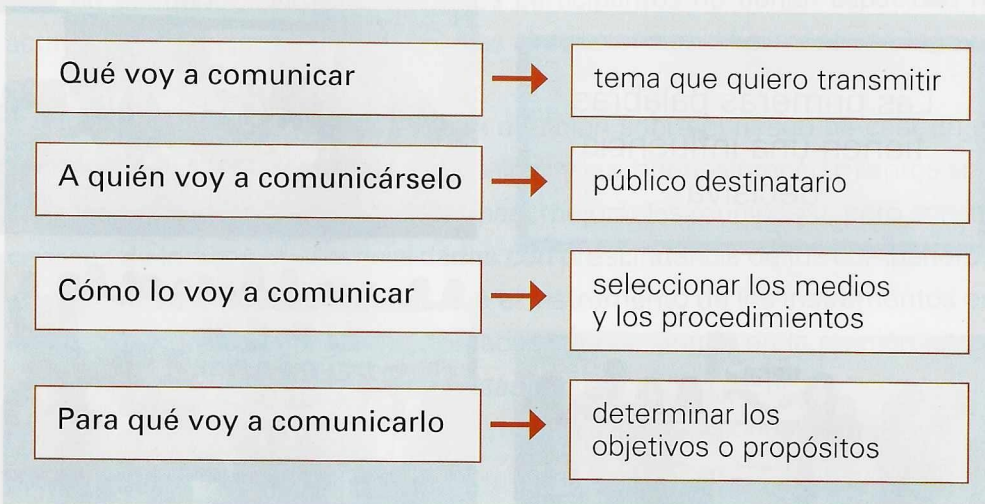 Qué voy a comunicar
tema que quiero transmitir
A quién voy a comunicárselo
público destinatario
Cómo lo voy a comunicar
seleccionar los medios
y los procedimientos
Para qué voy a comunicarlo
determinar los
objetivos o propósitos